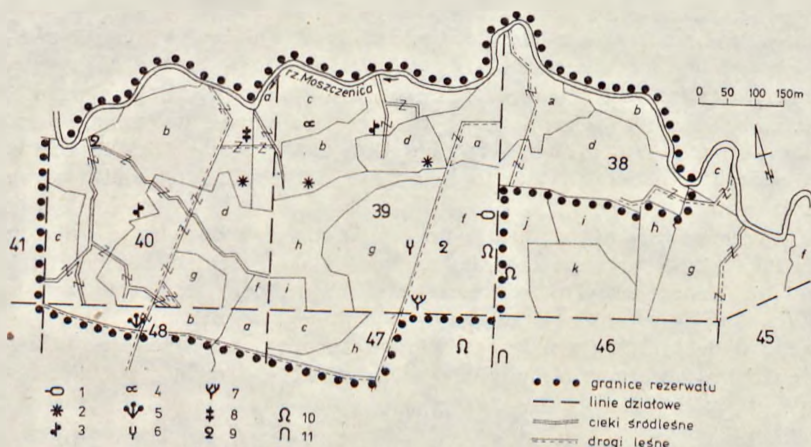 rz. Moszczenica
0 50 100 150m
N
a
c
a
b
b
b
d
a
d
38
c
41
c
40
d
39
h
g
f
j
i
h
k
g
f
g
f
i
48
b
a
c
47
h
46
45
1
2
3
4
5
6
7
8
9
10
11
granice rezerwatu
linie działowe
cieki śródleśne
drogi leśne